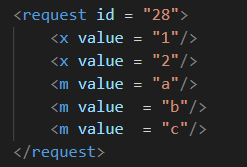 <request id = "28">
    <x value = "1"/>
    <x value = "2"/>
    <m value = "a"/>
    <m value  = "b"/>
    <m value  = "c"/>
</request>